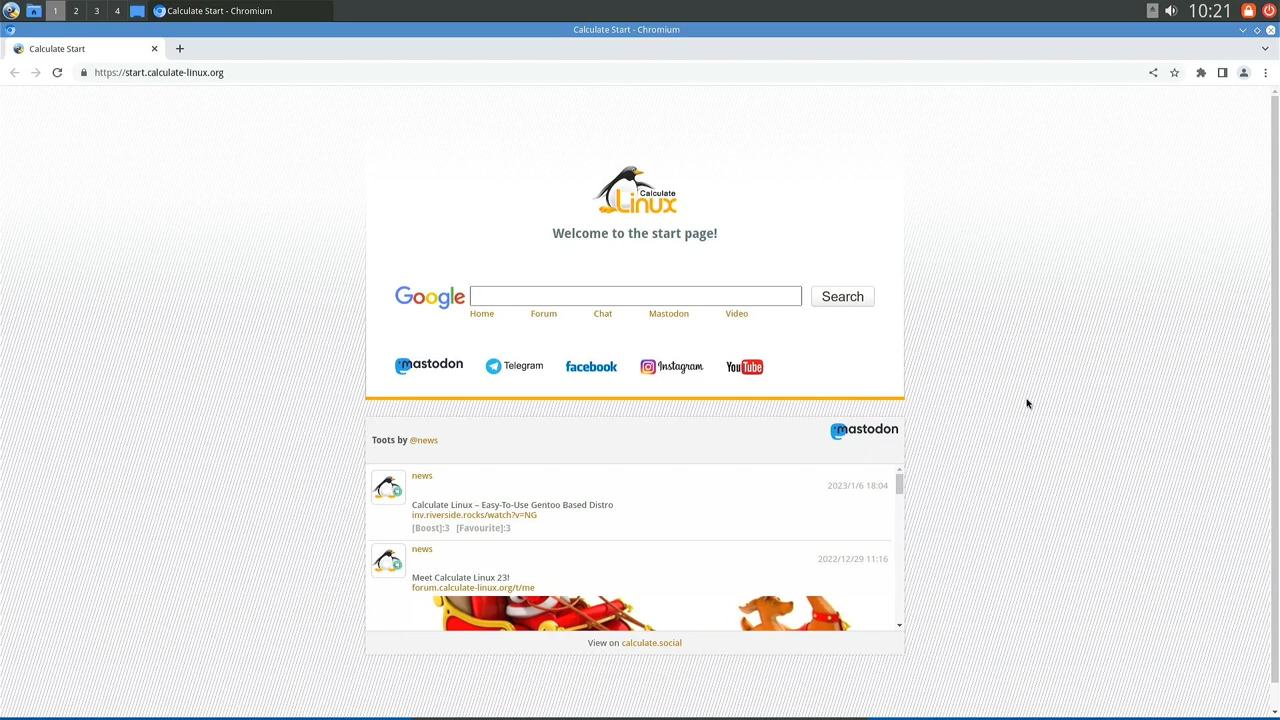 1 2 3 4 Calculate Start - Chromium 10:21
Calculate Start - Chromium
Calculate Start
https://start.calculate-linux.org
Calculate
Linux
Welcome to the start page!
Google Search
Home Forum Chat Mastodon Video
mastodon Telegram facebook Instagram YouTube
Toots by @news mastodon
news
2023/1/6 18:04
Calculate Linux – Easy-To-Use Gentoo Based Distro
inv.riverside.rocks/watch?v=NG
[Boost]:3 [Favourite]:3
news
2022/12/29 11:16
Meet Calculate Linux 23!
forum.calculate-linux.org/t/me
View on calculate.social